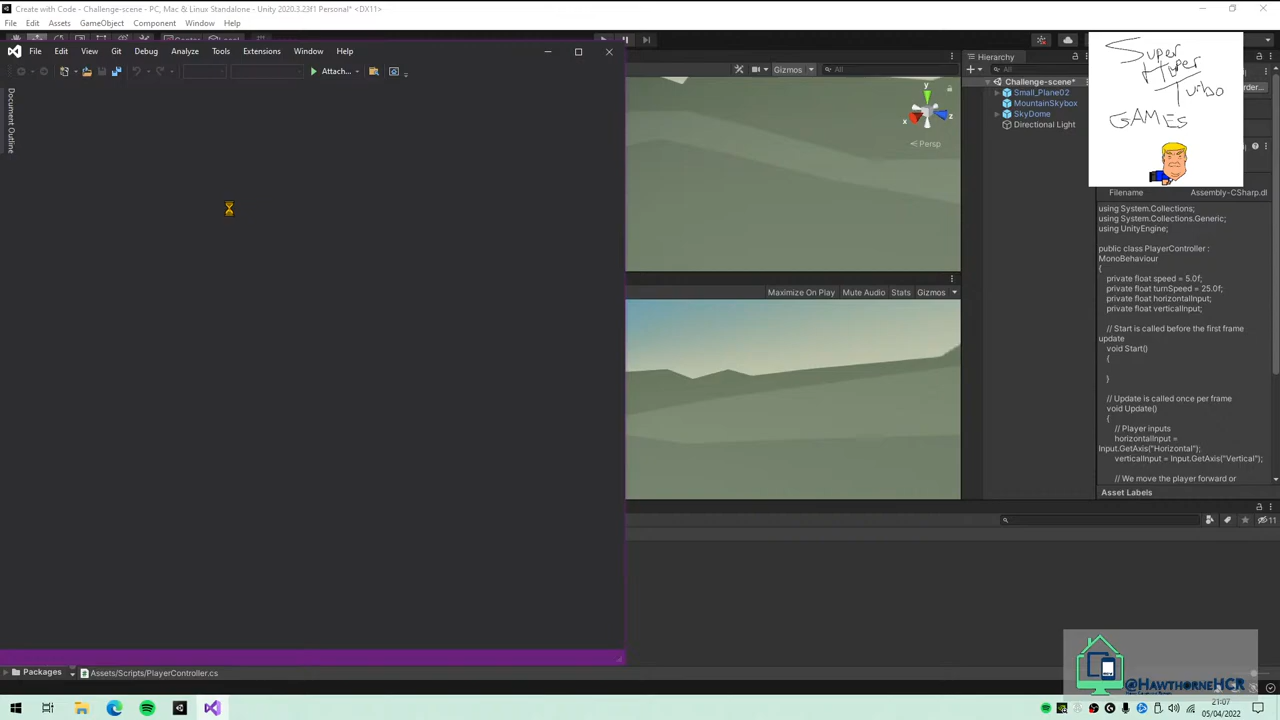 Create with Code - Challenge-scene - PC, Mac & Linux Standalone - Unity 2020.3.23f1 Personal* <DX11>
File Edit Assets GameObject Component Window Help
File Edit View Git Debug Analyze Tools Extensions Window Help
Attach...
Document Outline
Gizmos All
y
x
z
Persp
Maximize On Play Mute Audio Stats Gizmos
Hierarchy
All
Challenge-scene*
Small_Plane02
MountainSkybox
SkyDome
Directional Light
Super
Hyper
Turbo
GAMES
rder...
Filename Assembly-CSharp.dl
using System.Collections;
using System.Collections.Generic;
using UnityEngine;
public class PlayerController :
MonoBehaviour
{
private float speed = 5.0f;
private float turnSpeed = 25.0f;
private float horizontalInput;
private float verticalInput;
// Start is called before the first frame
update
void Start()
{
}
// Update is called once per frame
void Update()
{
// Player inputs
horizontalInput =
Input.GetAxis("Horizontal");
verticalInput = Input.GetAxis("Vertical");
// We move the player forward or
Asset Labels
11
Packages
Assets/Scripts/PlayerController.cs
@HawthorneHCR
21:07
05/04/2022